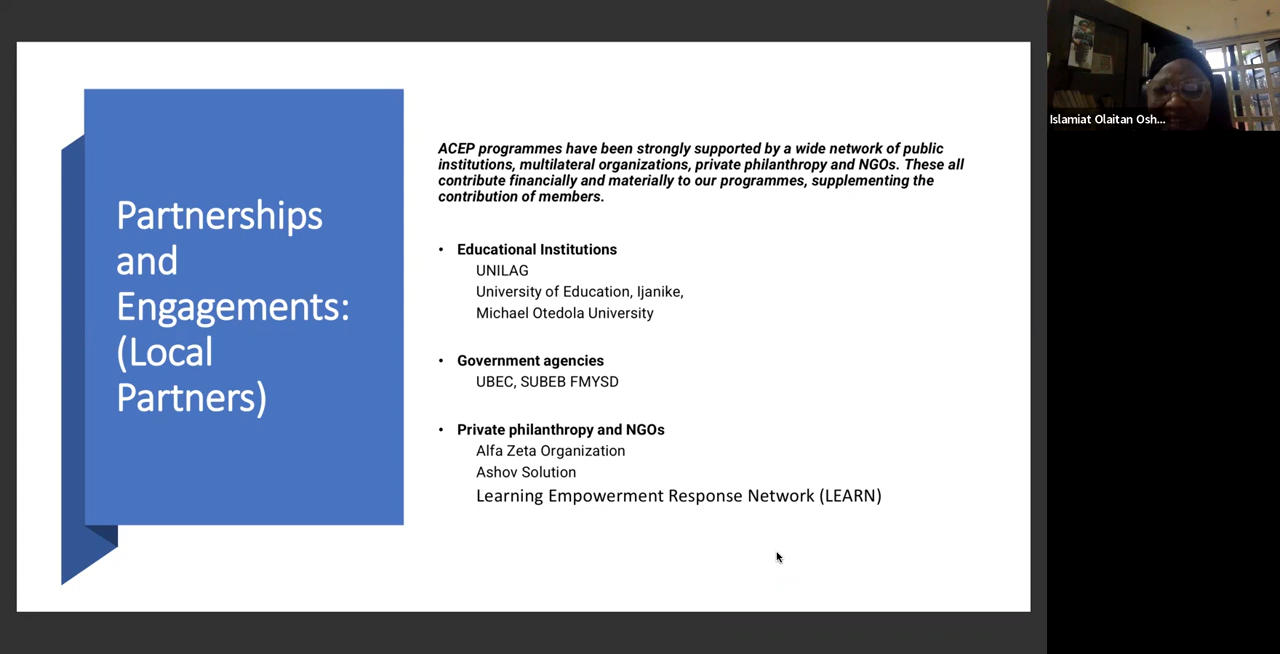 Partnerships
and
Engagements:
(Local
Partners)
ACEP programmes have been strongly supported by a wide network of public
institutions, multilateral organizations, private philanthropy and NGOs. These all
contribute financially and materially to our programmes, supplementing the
contribution of members.
• Educational Institutions
UNILAG
University of Education, Ijanike,
Michael Otedola University
• Government agencies
UBEC, SUBEB FMYSD
• Private philanthropy and NGOs
Alfa Zeta Organization
Ashov Solution
Learning Empowerment Response Network (LEARN)
Islamiat Olaitan Osh...